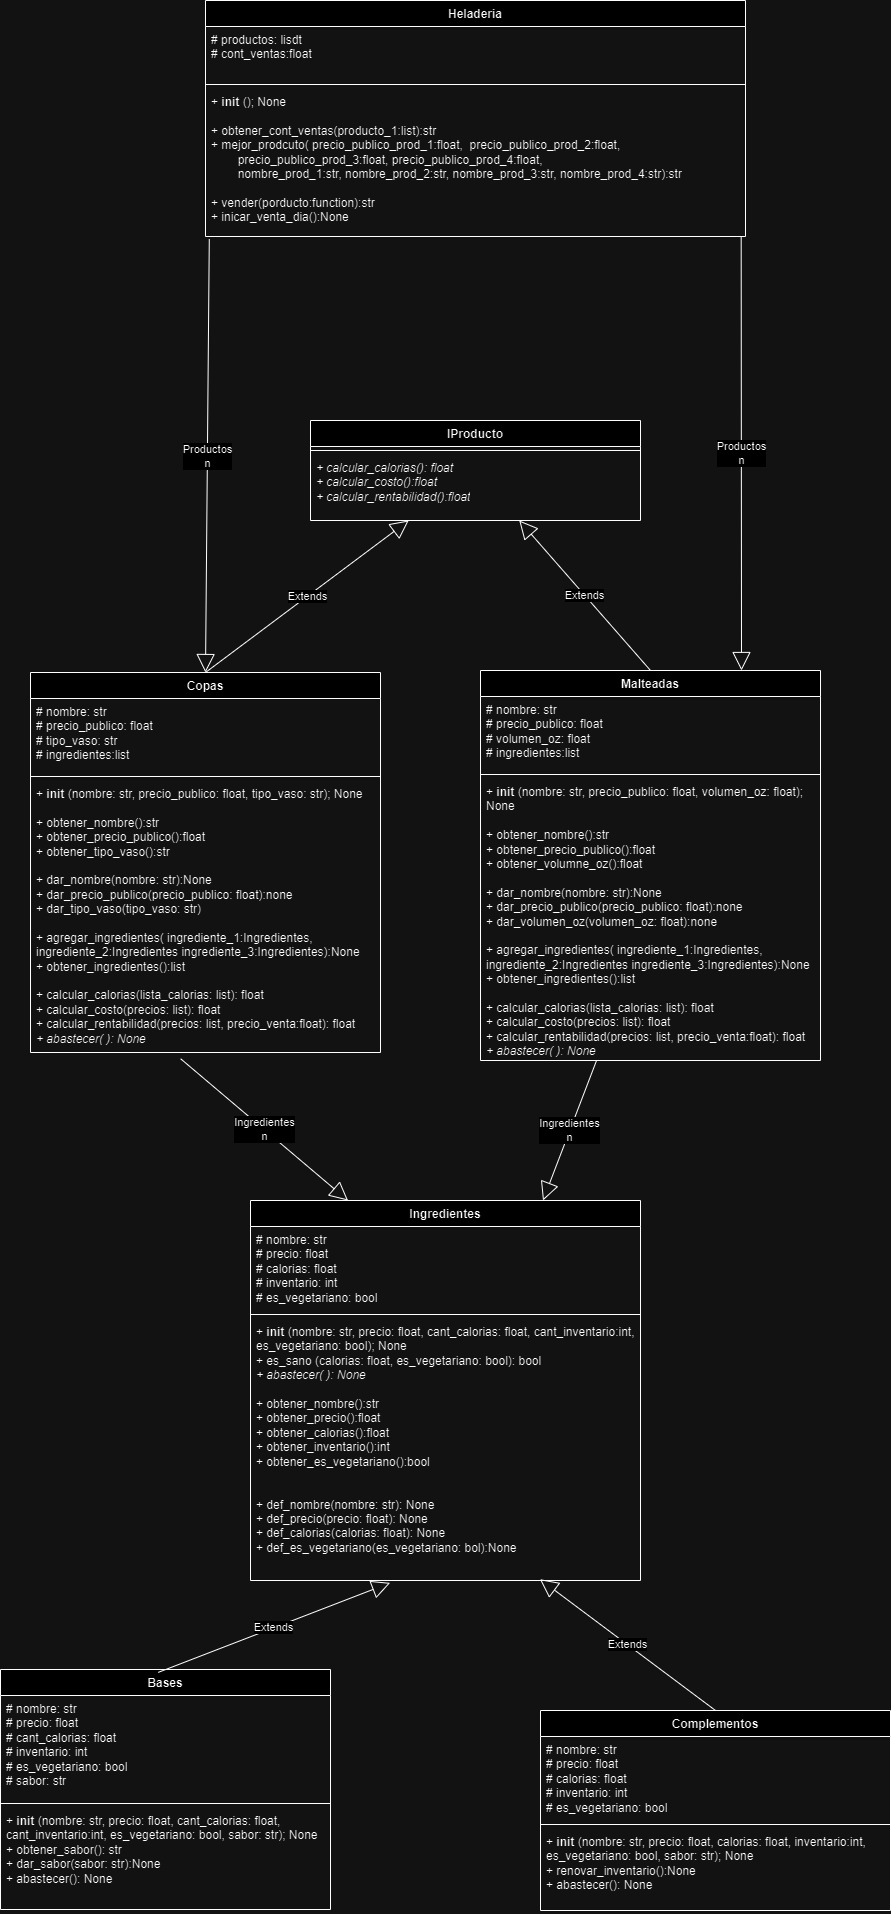 Heladeria
# productos: lisdt
# cont_ventas:float
+ init (); None
+ obtener_cont_ventas(producto_1:list):str
+ mejor_prodcuto( precio_publico_prod_1:float, precio_publico_prod_2:float,
precio_publico_prod_3:float, precio_publico_prod_4:float,
nombre_prod_1:str, nombre_prod_2:str, nombre_prod_3:str, nombre_prod_4:str):str
+ vender(porducto:function):str
+ inicar_venta_dia():None
Productos
n
Productos
n
IProducto
+ calcular_calorias(): float
+ calcular_costo():float
+ calcular_rentabilidad():float
Extends
Extends
Copas
# nombre: str
# precio_publico: float
# tipo_vaso: str
# ingredientes:list
+ init (nombre: str, precio_publico: float, tipo_vaso: str); None
+ obtener_nombre():str
+ obtener_precio_publico():float
+ obtener_tipo_vaso():str
+ dar_nombre(nombre: str):None
+ dar_precio_publico(precio_publico: float):none
+ dar_tipo_vaso(tipo_vaso: str)
+ agregar_ingredientes( ingrediente_1:Ingredientes,
ingrediente_2:Ingredientes ingrediente_3:Ingredientes):None
+ obtener_ingredientes():list
+ calcular_calorias(lista_calorias: list): float
+ calcular_costo(precios: list): float
+ calcular_rentabilidad(precios: list, precio_venta:float): float
+ abastecer( ): None
Malteadas
# nombre: str
# precio_publico: float
# volumen_oz: float
# ingredientes:list
+ init (nombre: str, precio_publico: float, volumen_oz: float);
None
+ obtener_nombre():str
+ obtener_precio_publico():float
+ obtener_volumne_oz():float
+ dar_nombre(nombre: str):None
+ dar_precio_publico(precio_publico: float):none
+ dar_volumen_oz(volumen_oz: float):none
+ agregar_ingredientes( ingrediente_1:Ingredientes,
ingrediente_2:Ingredientes ingrediente_3:Ingredientes):None
+ obtener_ingredientes():list
+ calcular_calorias(lista_calorias: list): float
+ calcular_costo(precios: list): float
+ calcular_rentabilidad(precios: list, precio_venta:float): float
+ abastecer( ): None
Ingredientes
n
Ingredientes
n
Ingredientes
# nombre: str
# precio: float
# calorias: float
# inventario: int
# es_vegetariano: bool
+ init (nombre: str, precio: float, cant_calorias: float, cant_inventario:int,
es_vegetariano: bool); None
+ es_sano (calorias: float, es_vegetariano: bool): bool
+ abastecer( ): None
+ obtener_nombre():str
+ obtener_precio():float
+ obtener_calorias():float
+ obtener_inventario():int
+ obtener_es_vegetariano():bool
+ def_nombre(nombre: str): None
+ def_precio(precio: float): None
+ def_calorias(calorias: float): None
+ def_es_vegetariano(es_vegetariano: bol):None
Extends
Extends
Bases
# nombre: str
# precio: float
# cant_calorias: float
# inventario: int
# es_vegetariano: bool
# sabor: str
+ init (nombre: str, precio: float, cant_calorias: float,
cant_inventario:int, es_vegetariano: bool, sabor: str); None
+ obtener_sabor(): str
+ dar_sabor(sabor: str):None
+ abastecer(): None
Complementos
# nombre: str
# precio: float
# calorias: float
# inventario: int
# es_vegetariano: bool
+ init (nombre: str, precio: float, calorias: float, inventario:int,
es_vegetariano: bool, sabor: str); None
+ renovar_inventario():None
+ abastecer(): None